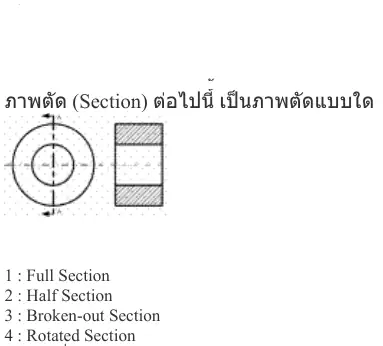 ภาพตัด (Section) ต่อไปนี้ เป็นภาพตัดแบบใด
A
A
1 : Full Section
2 : Half Section
3 : Broken-out Section
4 : Rotated Section